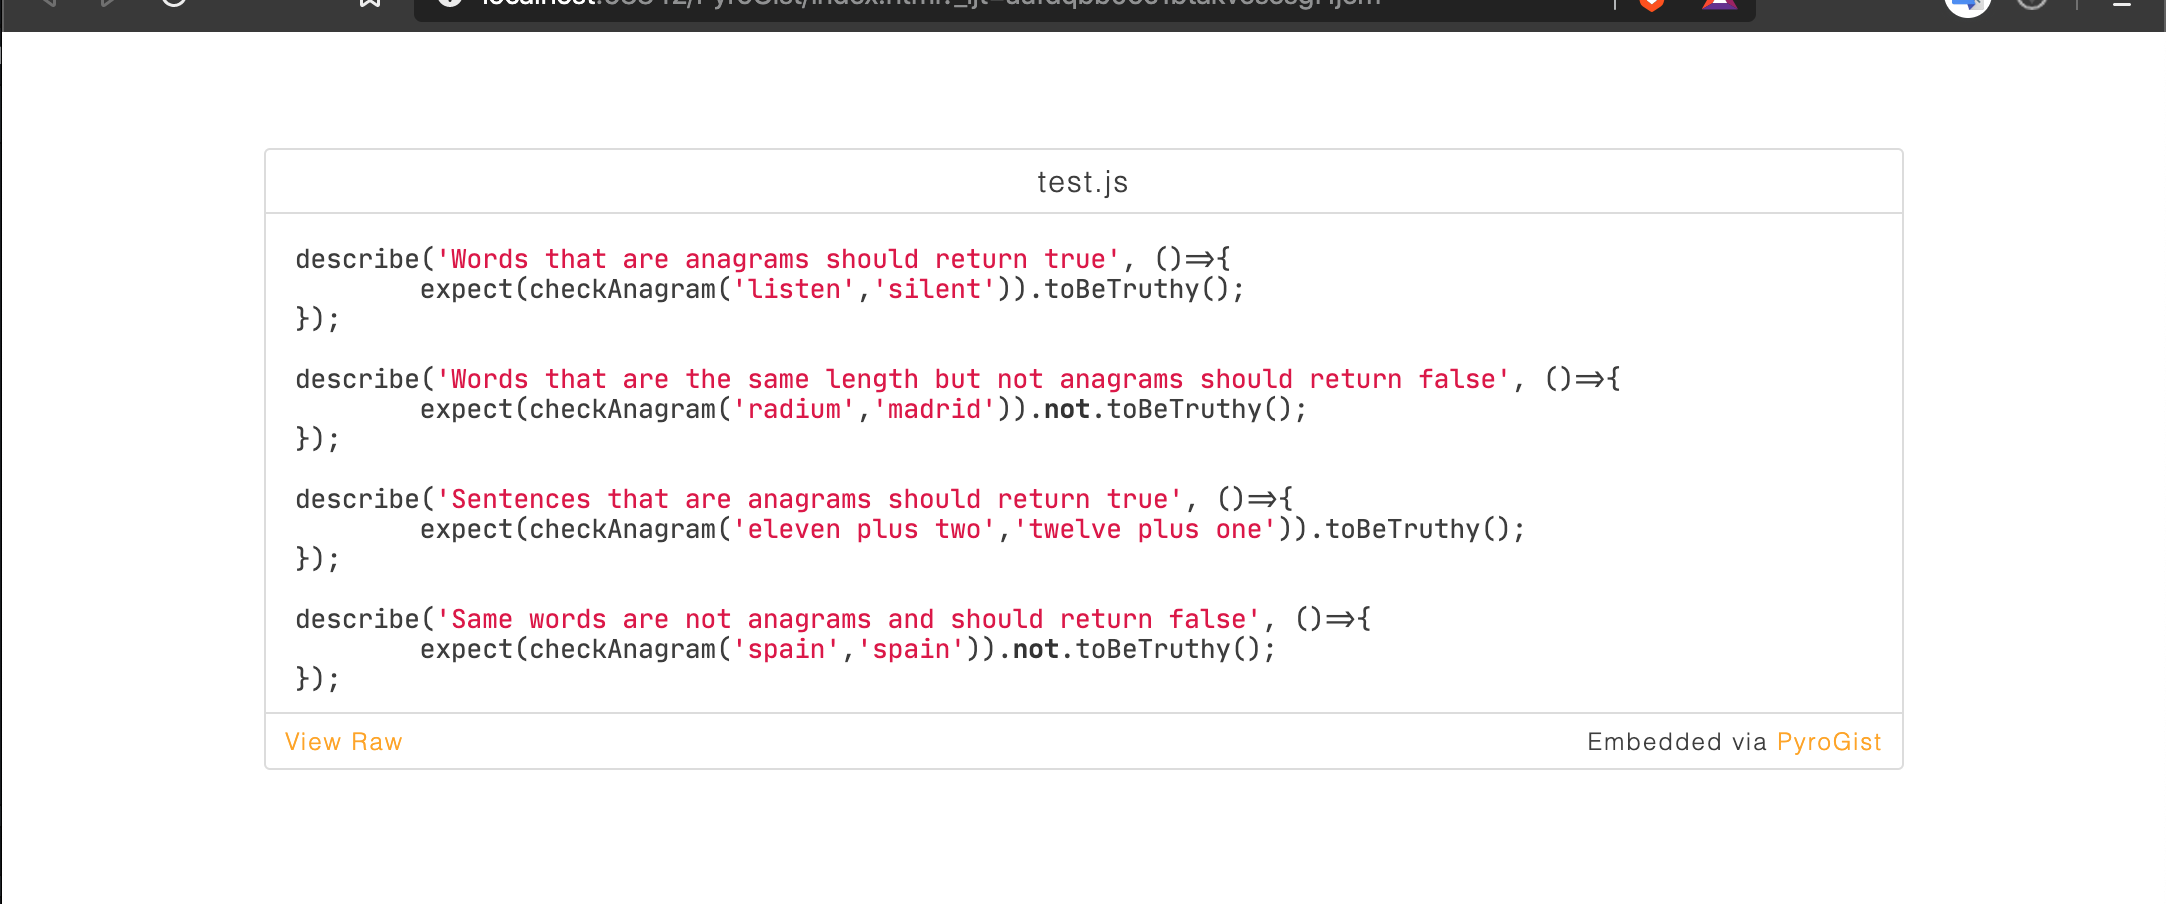 test.js
describe('Words that are anagrams should return true', ()=>{
        expect(checkAnagram('listen','silent')).toBeTruthy();
});
describe('Words that are the same length but not anagrams should return false', ()=>{
        expect(checkAnagram('radium','madrid')).not.toBeTruthy();
});
describe('Sentences that are anagrams should return true', ()=>{
        expect(checkAnagram('eleven plus two','twelve plus one')).toBeTruthy();
});
describe('Same words are not anagrams and should return false', ()=>{
        expect(checkAnagram('spain','spain')).not.toBeTruthy();
});
View Raw
Embedded via PyroGist